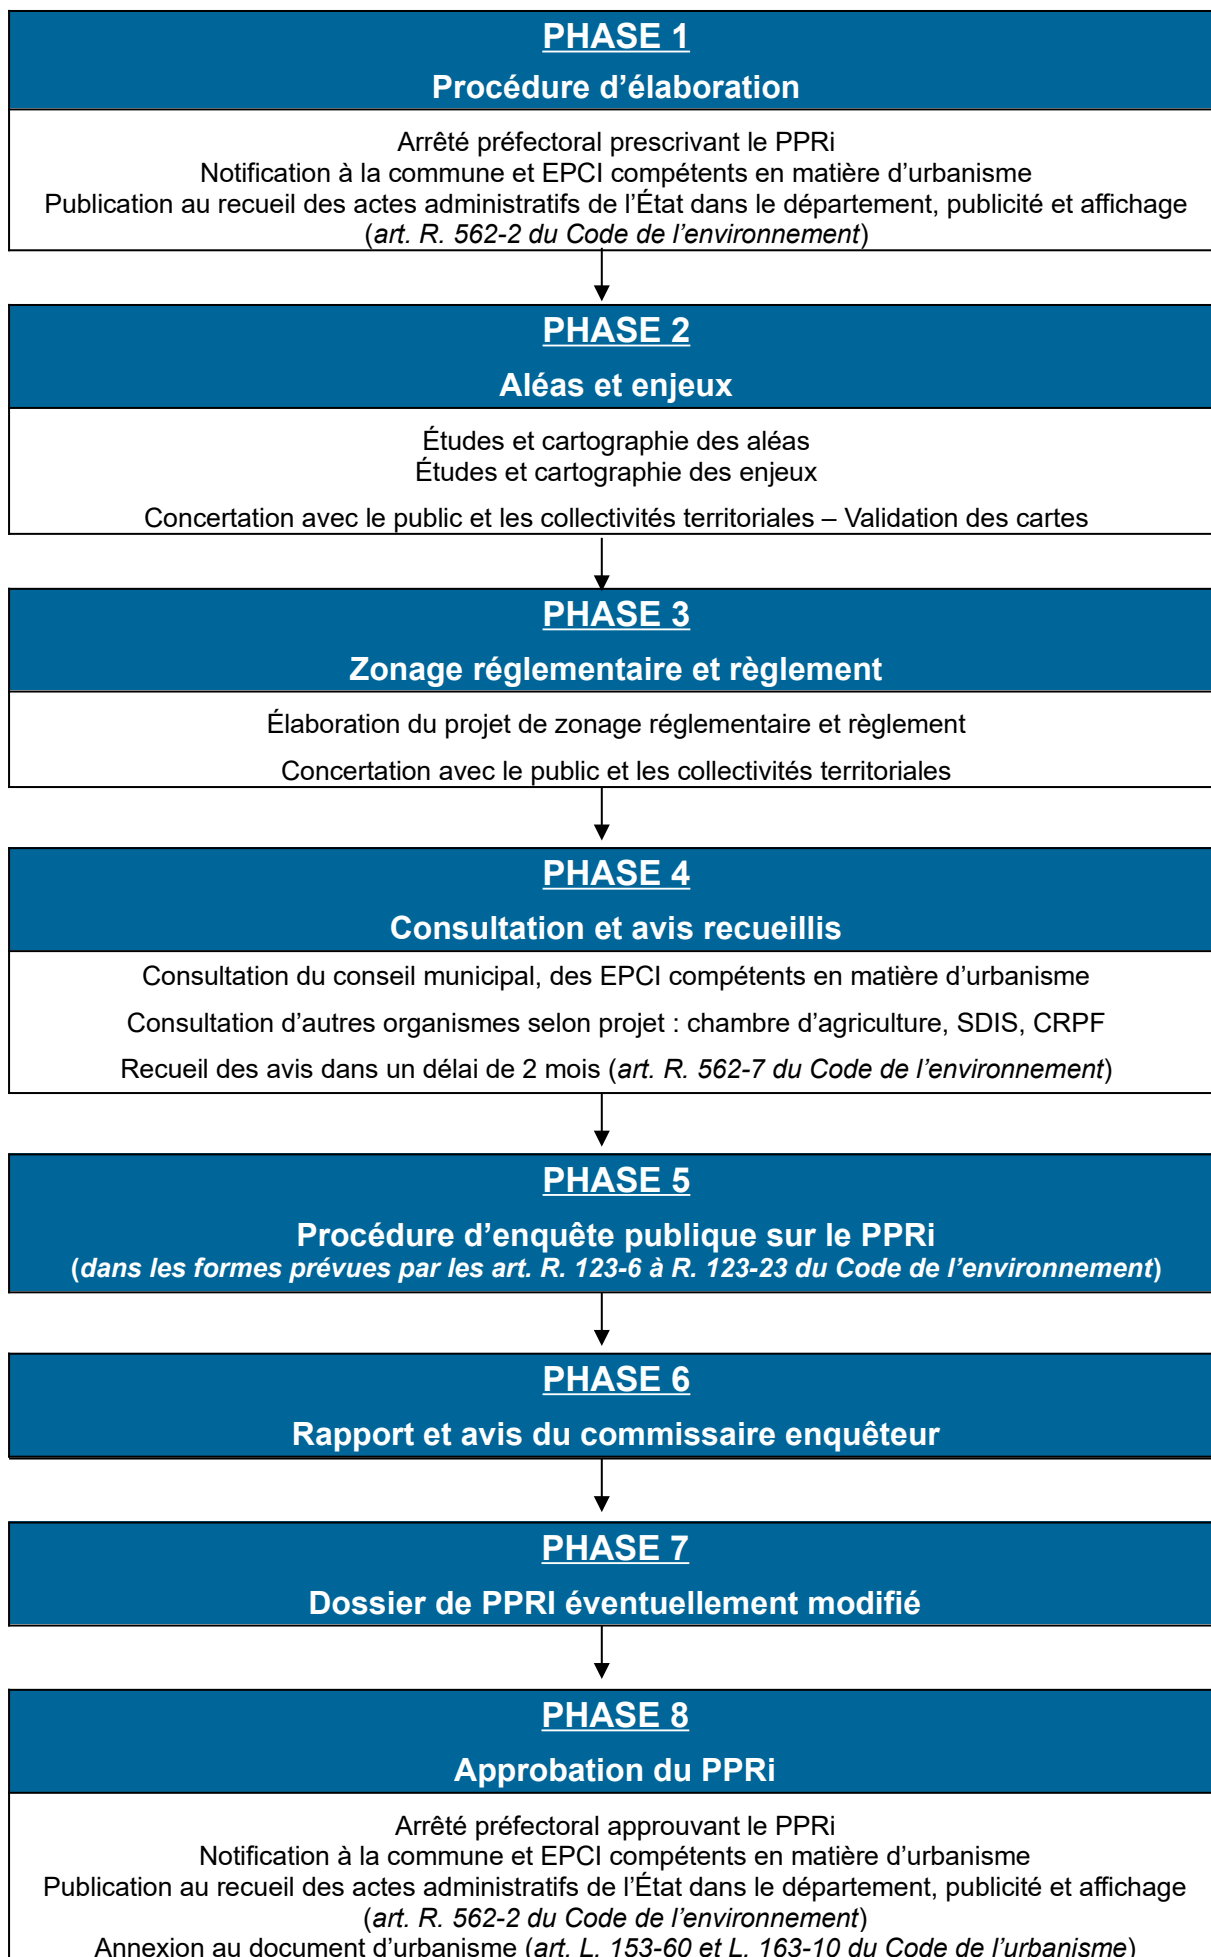 PHASE 1
Procédure d’élaboration
Arrêté préfectoral prescrivant le PPRi
Notification à la commune et EPCI compétents en matière d’urbanisme
Publication au recueil des actes administratifs de l’État dans le département, publicité et affichage
(art. R. 562-2 du Code de l’environnement)
PHASE 2
Aléas et enjeux
Études et cartographie des aléas
Études et cartographie des enjeux
Concertation avec le public et les collectivités territoriales – Validation des cartes
PHASE 3
Zonage réglementaire et règlement
Élaboration du projet de zonage réglementaire et règlement
Concertation avec le public et les collectivités territoriales
PHASE 4
Consultation et avis recueillis
Consultation du conseil municipal, des EPCI compétents en matière d’urbanisme
Consultation d’autres organismes selon projet : chambre d’agriculture, SDIS, CRPF
Recueil des avis dans un délai de 2 mois (art. R. 562-7 du Code de l’environnement)
PHASE 5
Procédure d’enquête publique sur le PPRi
(dans les formes prévues par les art. R. 123-6 à R. 123-23 du Code de l’environnement)
PHASE 6
Rapport et avis du commissaire enquêteur
PHASE 7
Dossier de PPRI éventuellement modifié
PHASE 8
Approbation du PPRi
Arrêté préfectoral approuvant le PPRi
Notification à la commune et EPCI compétents en matière d’urbanisme
Publication au recueil des actes administratifs de l’État dans le département, publicité et affichage
(art. R. 562-2 du Code de l’environnement)
Annexion au document d’urbanisme (art. L. 153-60 et L. 163-10 du Code de l’urbanisme)